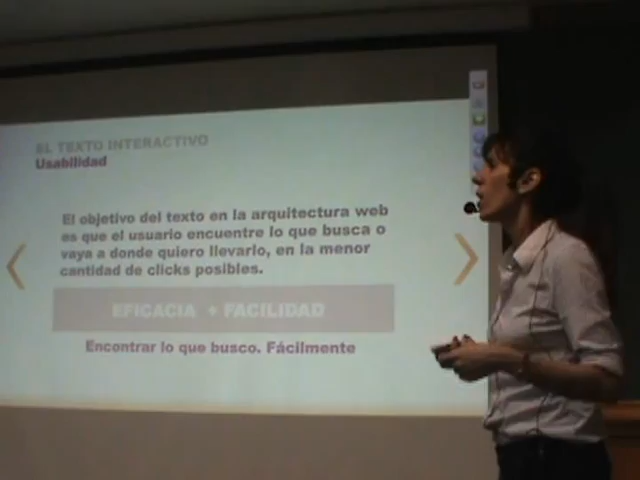 EL TEXTO INTERACTIVO
Usabilidad
El objetivo del texto en la arquitectura web
es que el usuario encuentre lo que busca o
vaya a donde quiero llevarlo, en la menor
cantidad de clicks posibles.
EFICACIA + FACILIDAD
Encontrar lo que busco. Fácilmente